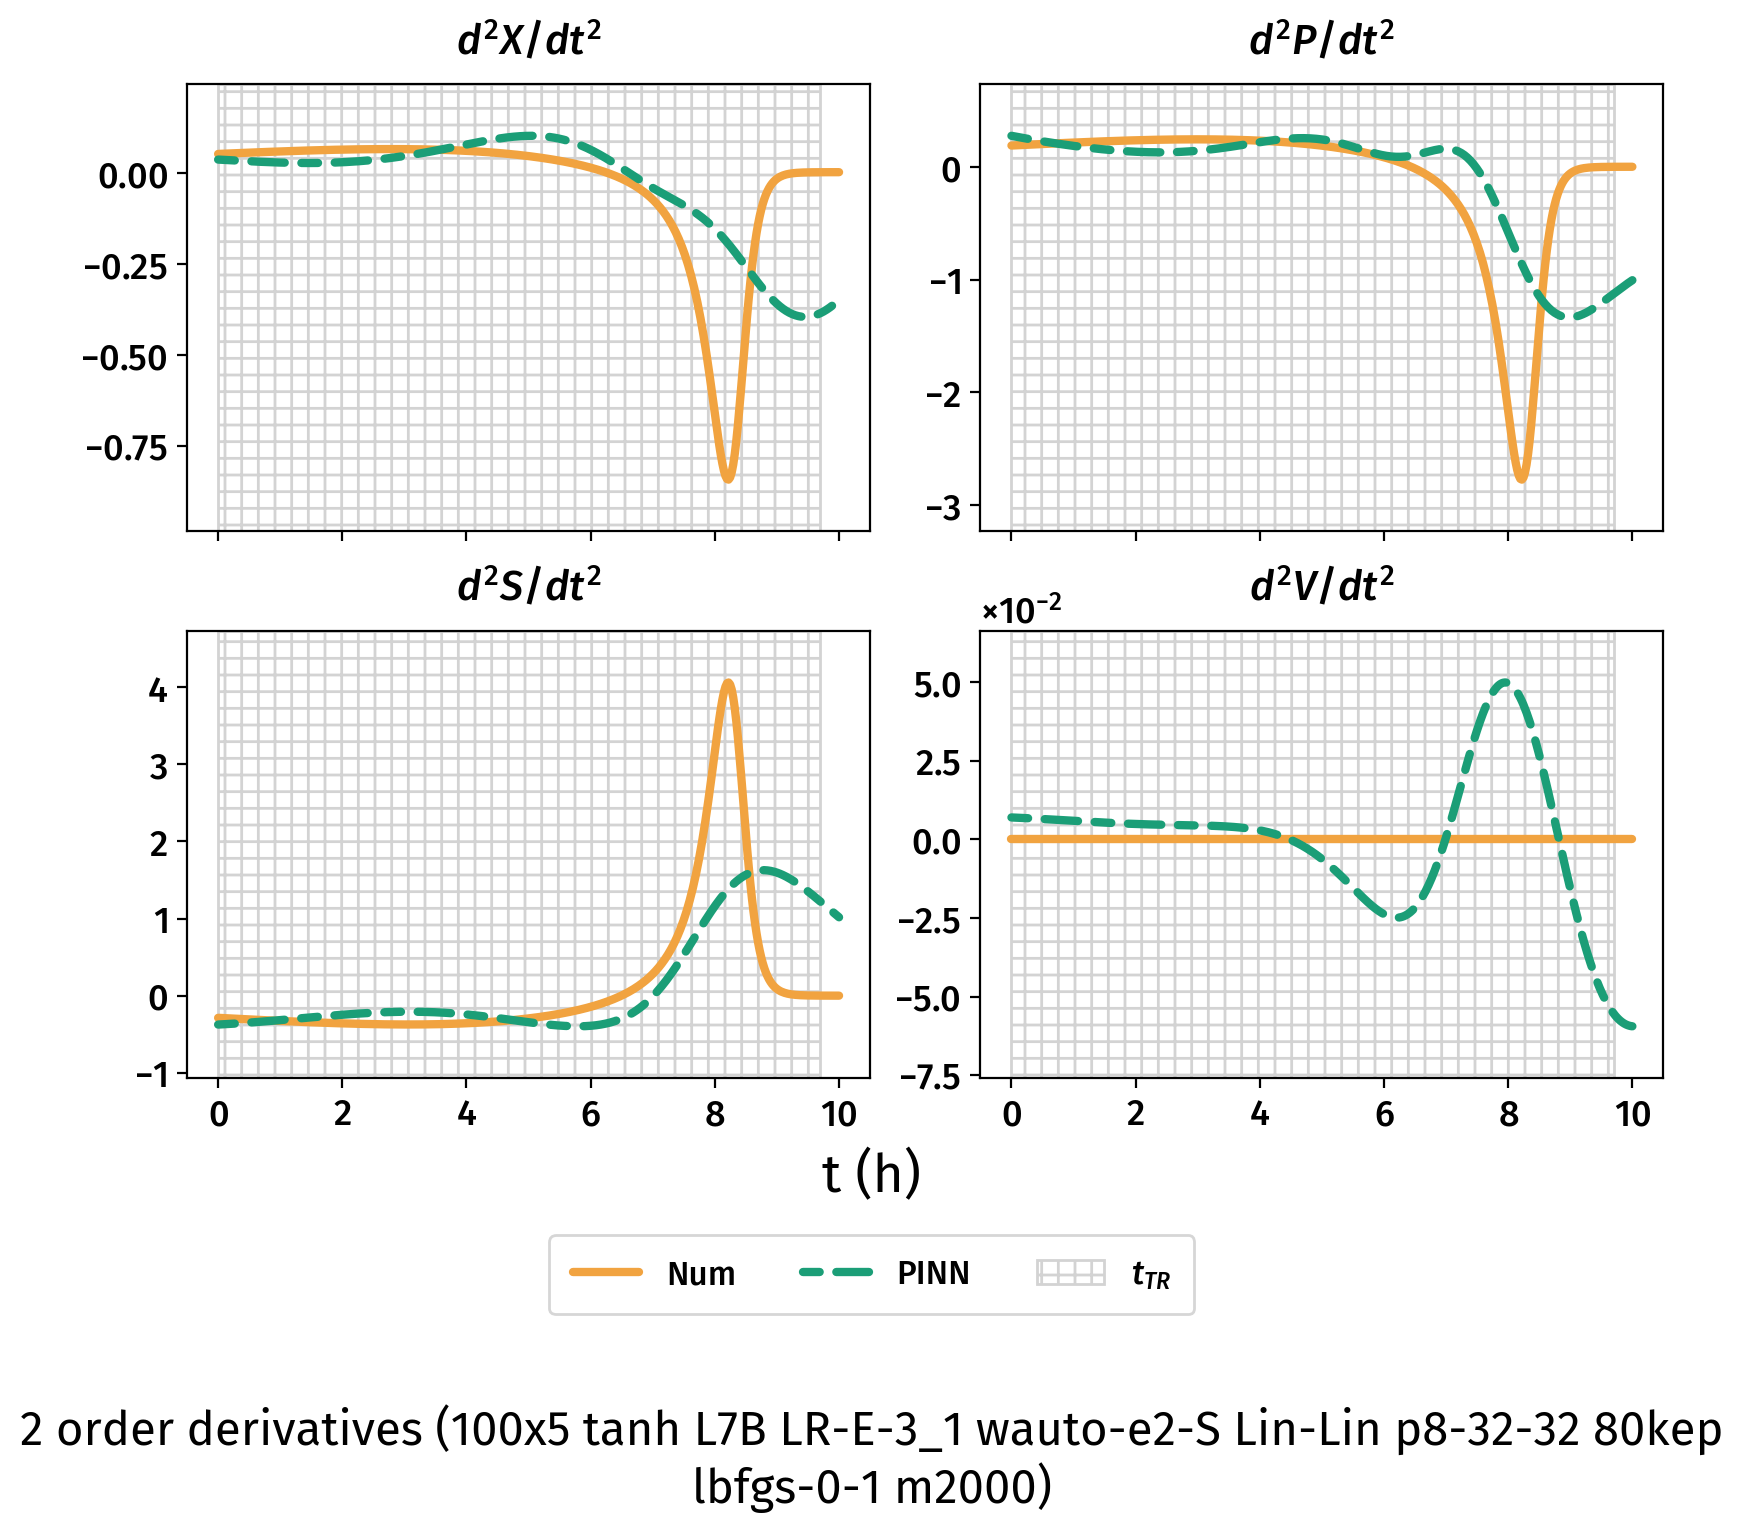 d²X/dt²
d²P/dt²
0.00
−0.25
−0.50
−0.75
0
−1
−2
−3
d²S/dt²
d²V/dt²
×10⁻²
4
3
2
1
0
−1
5.0
2.5
0.0
−2.5
−5.0
−7.5
0 2 4 6 8 10
0 2 4 6 8 10
t (h)
Num PINN t_TR
2 order derivatives (100x5 tanh L7B LR-E-3_1 wauto-e2-S Lin-Lin p8-32-32 80kep
lbfgs-0-1 m2000)